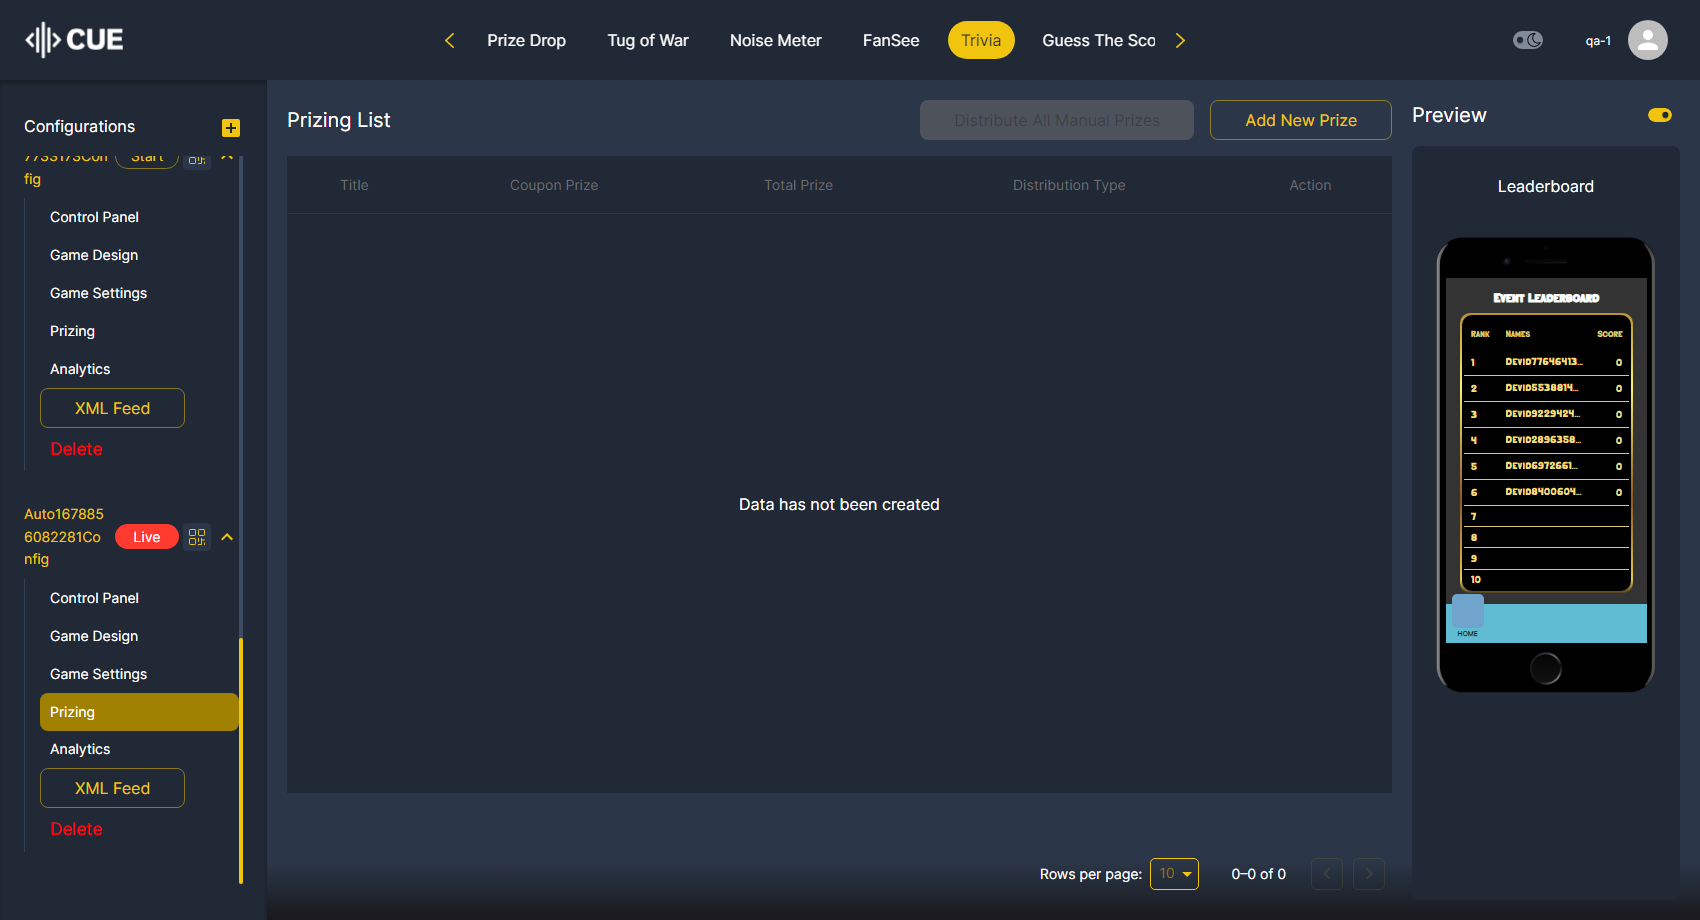 CUE
Prize Drop
Tug of War
Noise Meter
FanSee
Trivia
Guess The Sco
qa-1
Configurations
fig
Control Panel
Game Design
Game Settings
Prizing
Analytics
XML Feed
Delete
Auto167885
6082281Co
nfig
Live
Control Panel
Game Design
Game Settings
Prizing
Analytics
XML Feed
Delete
Prizing List
Distribute All Manual Prizes
Add New Prize
Title
Coupon Prize
Total Prize
Distribution Type
Action
Data has not been created
Rows per page:
10
0–0 of 0
Preview
Leaderboard
Event Leaderboard
Rank Names Score
1 DevID77646413... 0
2 DevID5538814... 0
3 DevID9229424... 0
4 DevID2896358... 0
5 DevID6972661... 0
6 DevID8400604... 0
7
8
9
10
HOME